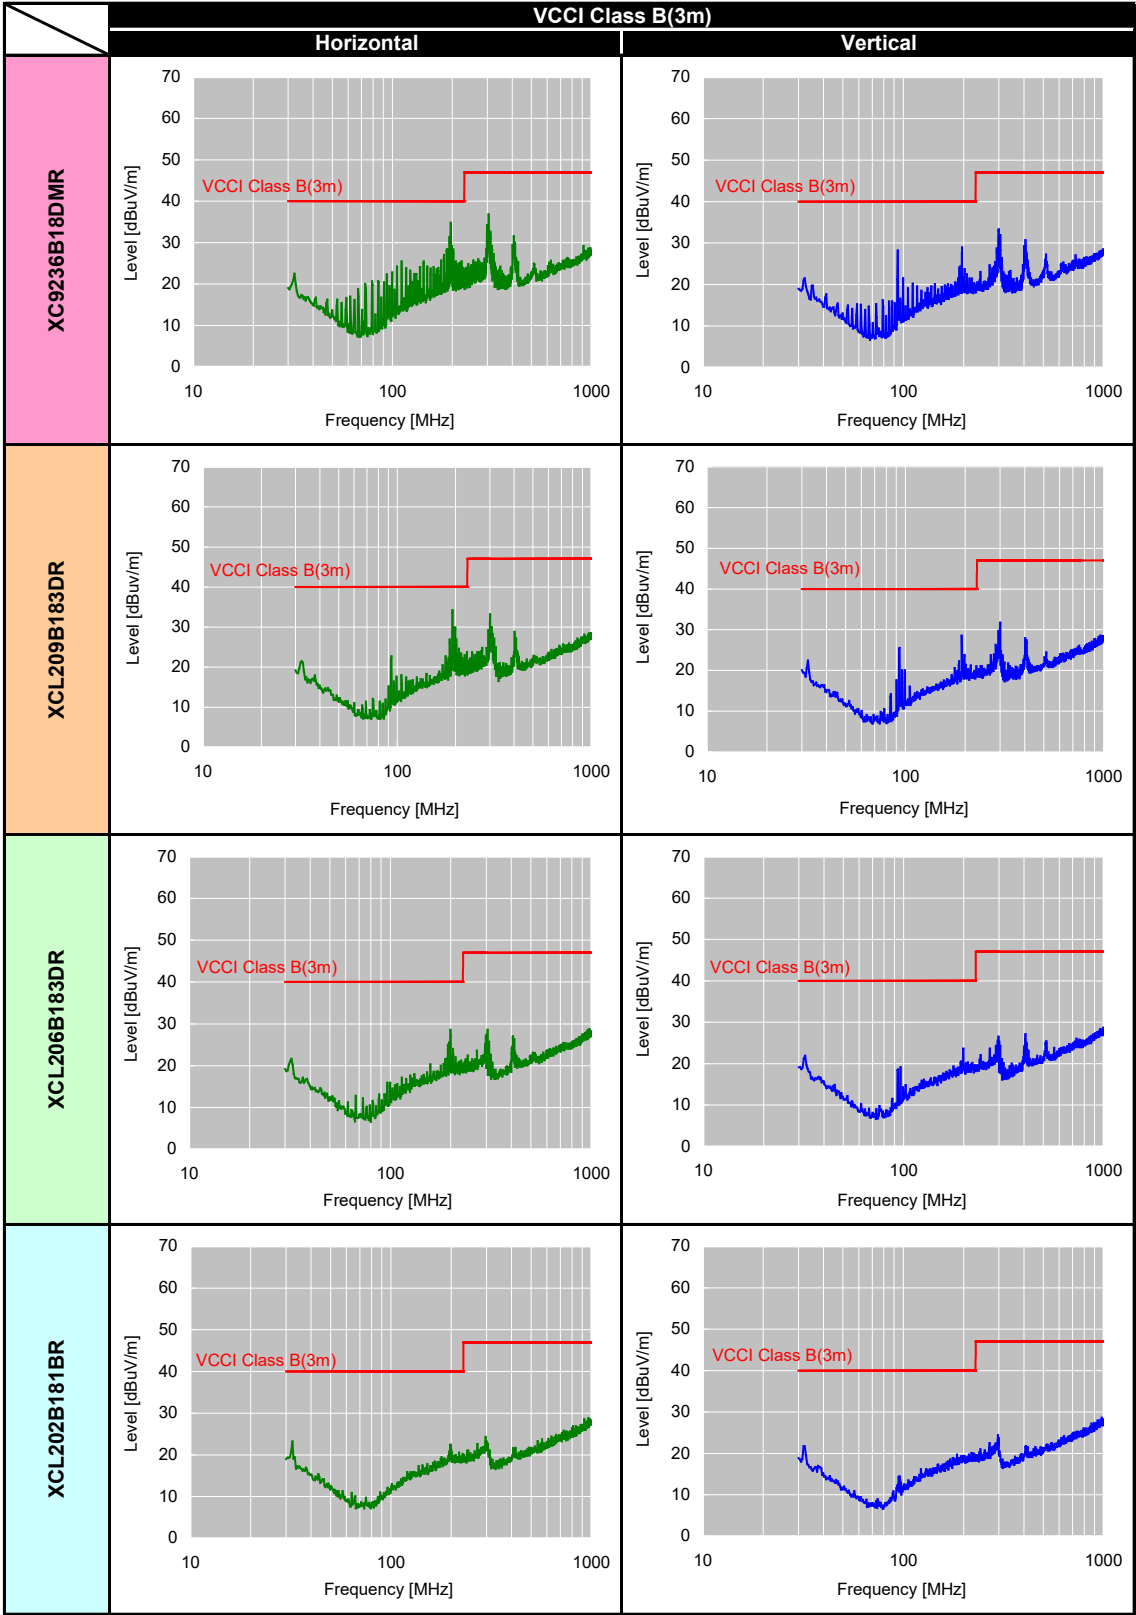 VCCI Class B(3m)
Horizontal
Vertical
XC9236B18DMR
70
60
50
40
30
20
10
0
Level [dBuV/m]
VCCI Class B(3m)
10
100
1000
Frequency [MHz]
70
60
50
40
30
20
10
0
Level [dBuV/m]
VCCI Class B(3m)
10
100
1000
Frequency [MHz]
XCL209B183DR
70
60
50
40
30
20
10
0
Level [dBuv/m]
VCCI Class B(3m)
10
100
1000
Frequency [MHz]
70
60
50
40
30
20
10
0
Level [dBuv/m]
VCCI Class B(3m)
10
100
1000
Frequency [MHz]
XCL206B183DR
70
60
50
40
30
20
10
0
Level [dBuV/m]
VCCI Class B(3m)
10
100
1000
Frequency [MHz]
70
60
50
40
30
20
10
0
Level [dBuV/m]
VCCI Class B(3m)
10
100
1000
Frequency [MHz]
XCL202B181BR
70
60
50
40
30
20
10
0
Level [dBuV/m]
VCCI Class B(3m)
10
100
1000
Frequency [MHz]
70
60
50
40
30
20
10
0
Level [dBuV/m]
VCCI Class B(3m)
10
100
1000
Frequency [MHz]